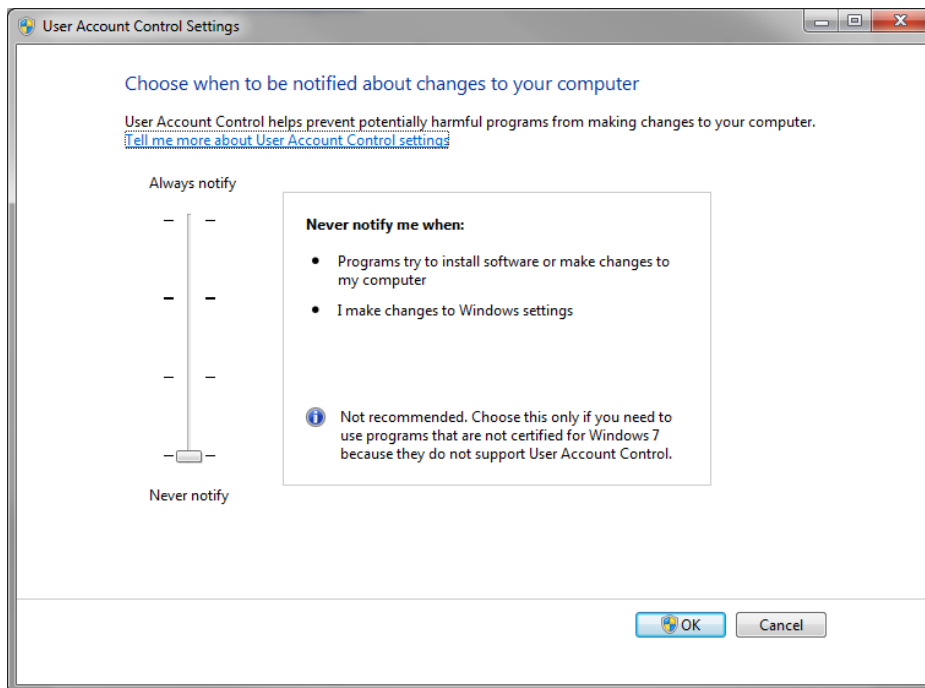 User Account Control Settings
Choose when to be notified about changes to your computer
User Account Control helps prevent potentially harmful programs from making changes to your computer.
Tell me more about User Account Control settings
Always notify
Never notify me when:
• Programs try to install software or make changes to
my computer
• I make changes to Windows settings
Not recommended. Choose this only if you need to
use programs that are not certified for Windows 7
because they do not support User Account Control.
Never notify
OK
Cancel